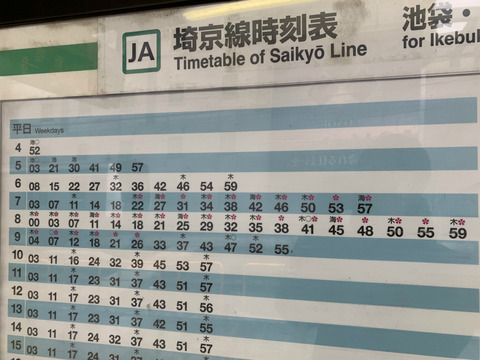 JA 埼京線時刻表 池袋・
Timetable of Saikyō Line for Ikebu
平日 Weekdays
4 52
5 03 21 30 41 49 57
6 08 15 22 27 32 36 42 46 54 59
7 03 07 11 14 18 22 27 31 34 38 42 46 50 53 57
8 00 03 07 11 14 18 21 25 29 32 35 38 41 45 48 50 55 59
9 04 07 12 18 21 26 33 37 43 47 52 55
10 03 11 16 24 32 39 45 53 57
11 03 11 17 23 31 37 43 51 57
12 03 11 17 23 31 37 42 51 56
13 03 11 17 23 31 37 42 51 55
14 03 11 17 24 32 37 43 51 57
15 03 11 17 23 31 37